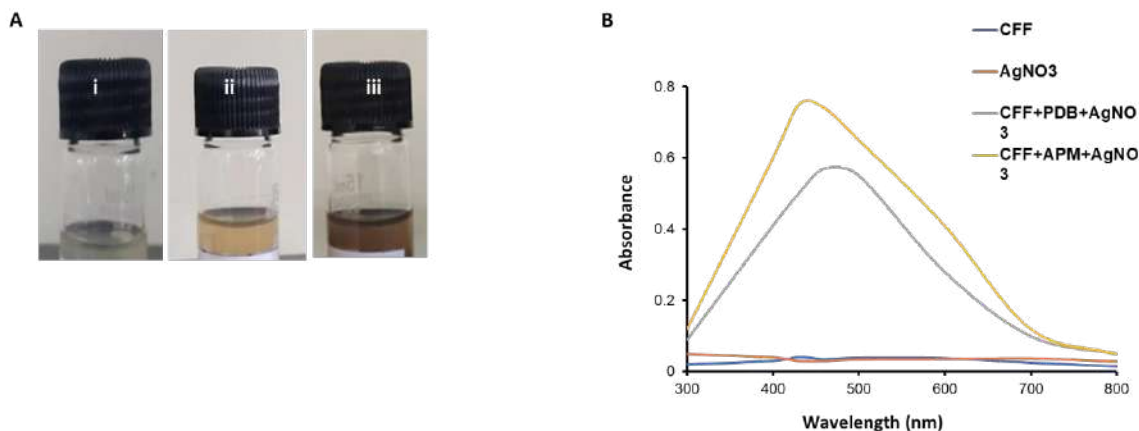 A
i
ii
iii
15ml
B
CFF
AgNO3
CFF+PDB+AgNO
3
CFF+APM+AgNO
3
0.8
0.6
0.4
0.2
0
Absorbance
300
400
500
600
700
800
Wavelength (nm)